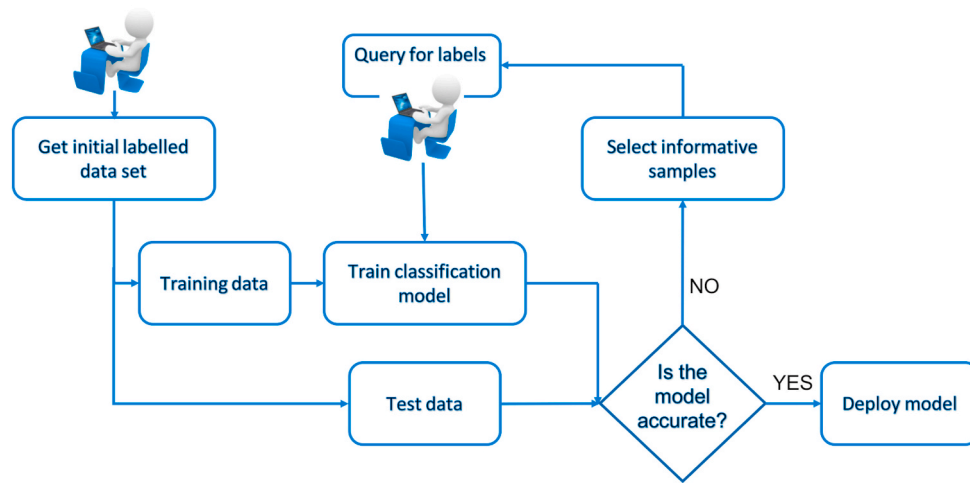 Query for labels
Get initial labelled
data set
Select informative
samples
Training data
Train classification
model
NO
Test data
Is the
model
accurate?
YES
Deploy model